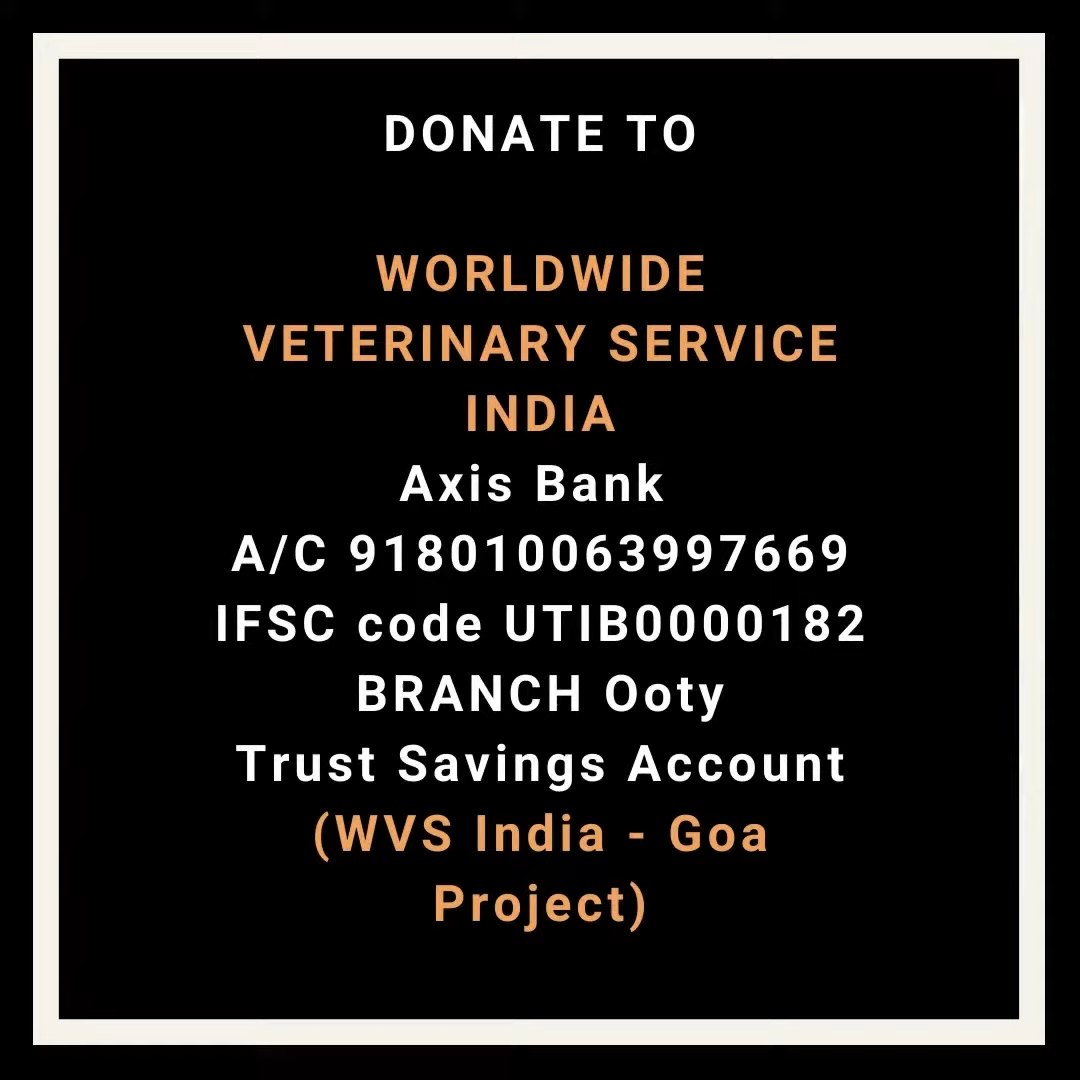 DONATE TO
WORLDWIDE
VETERINARY SERVICE
INDIA
Axis Bank
A/C 918010063997669
IFSC code UTIB0000182
BRANCH Ooty
Trust Savings Account
(WVS India - Goa
Project)